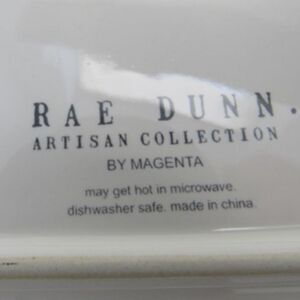 RAE DUNN.
ARTISAN COLLECTION
BY MAGENTA
may get hot in microwave.
dishwasher safe. made in china.